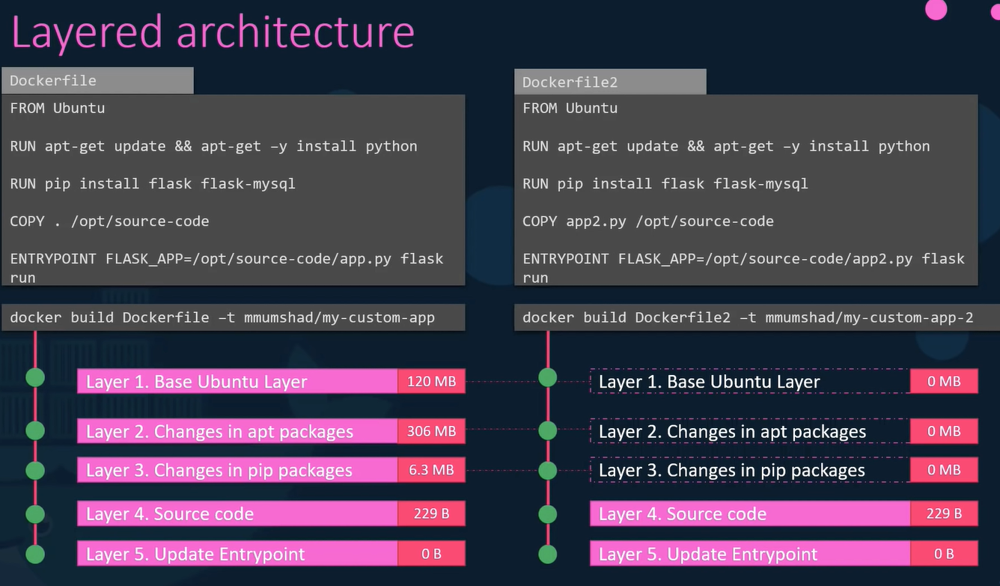 Layered architecture
Dockerfile
FROM Ubuntu
RUN apt-get update && apt-get –y install python
RUN pip install flask flask-mysql
COPY . /opt/source-code
ENTRYPOINT FLASK_APP=/opt/source-code/app.py flask
run
docker build Dockerfile –t mmumshad/my-custom-app
Layer 1. Base Ubuntu Layer 120 MB
Layer 2. Changes in apt packages 306 MB
Layer 3. Changes in pip packages 6.3 MB
Layer 4. Source code 229 B
Layer 5. Update Entrypoint 0 B
Dockerfile2
FROM Ubuntu
RUN apt-get update && apt-get –y install python
RUN pip install flask flask-mysql
COPY app2.py /opt/source-code
ENTRYPOINT FLASK_APP=/opt/source-code/app2.py flask
run
docker build Dockerfile2 –t mmumshad/my-custom-app-2
Layer 1. Base Ubuntu Layer 0 MB
Layer 2. Changes in apt packages 0 MB
Layer 3. Changes in pip packages 0 MB
Layer 4. Source code 229 B
Layer 5. Update Entrypoint 0 B